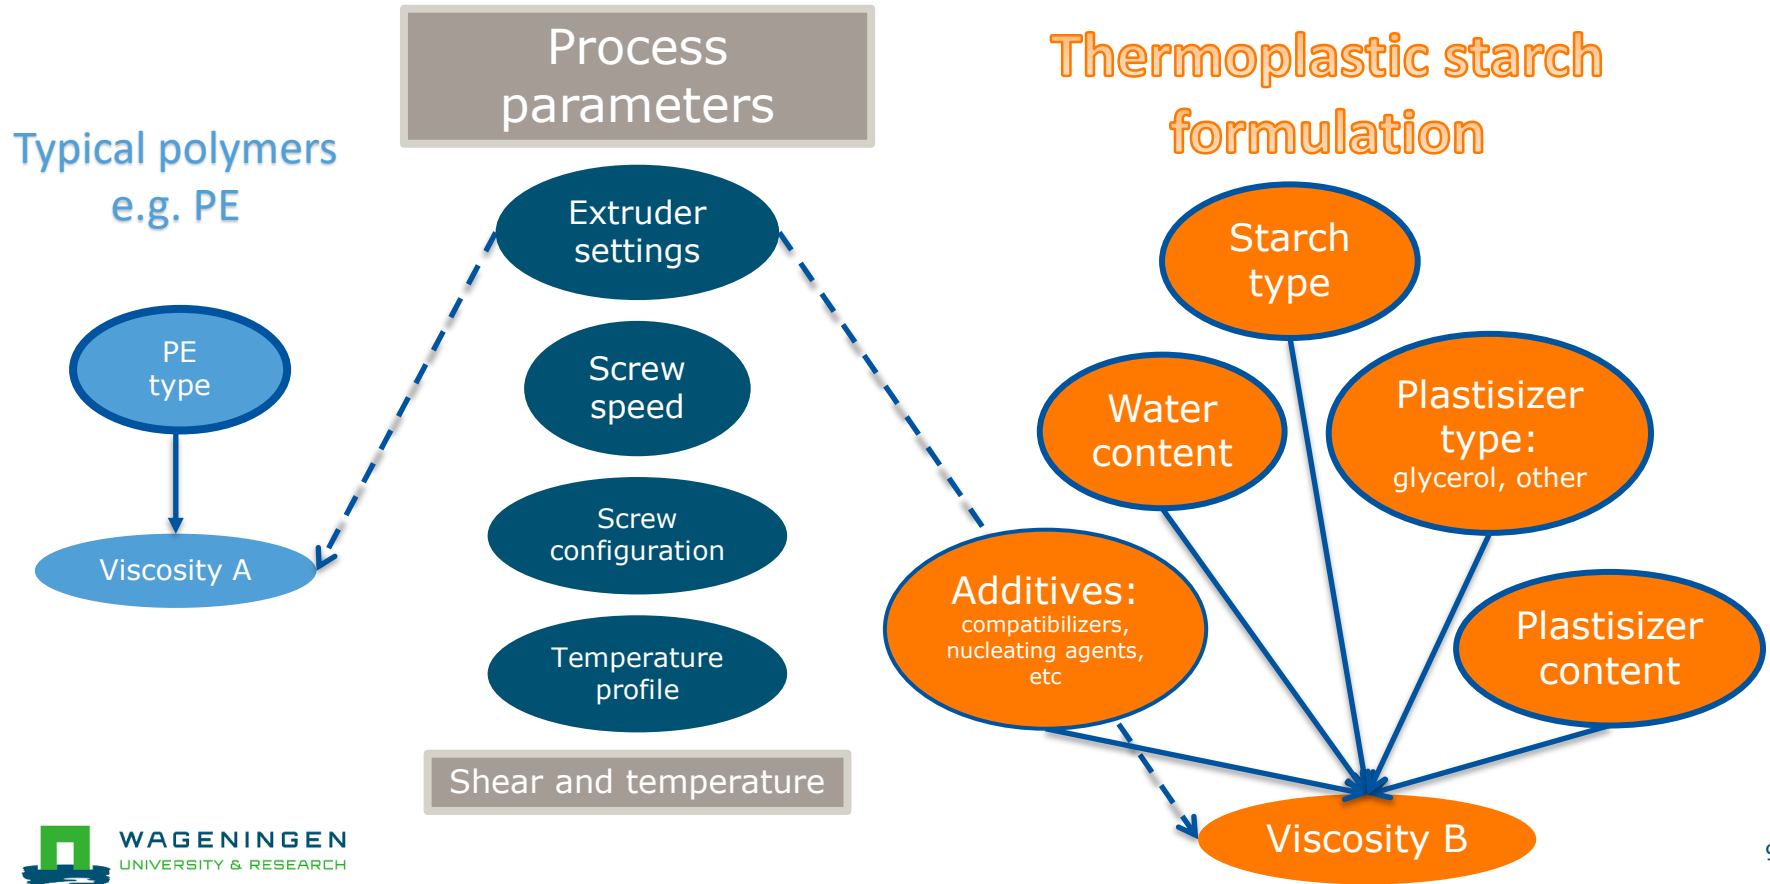 Process
parameters
Thermoplastic starch
formulation
Typical polymers
e.g. PE
Extruder
settings
Starch
type
PE
type
Screw
speed
Water
content
Plastisizer
type:
glycerol, other
Screw
configuration
Viscosity A
Additives:
compatibilizers,
nucleating agents,
etc
Plastisizer
content
Temperature
profile
Shear and temperature
Viscosity B
WAGENINGEN
UNIVERSITY & RESEARCH